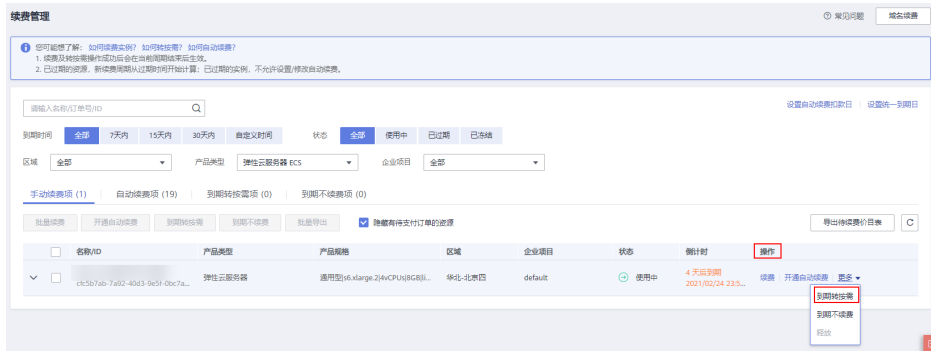 续费管理
常见问题
域名续费
您可能想了解： 如何续费实例？ 如何转按需？ 如何自动续费？
1. 续费及转按需操作成功后会在当前周期结束后生效。
2. 已过期的资源，新续费周期从过期时间开始计算；已过期的实例，不允许设置/修改自动续费。
请输入名称/订单号/ID
设置自动续费扣款日
设置统一到期日
到期时间 全部 7天内 15天内 30天内 自定义时间 状态 全部 使用中 已过期 已冻结
区域 全部 产品类型 弹性云服务器 ECS 企业项目 全部
手动续费项 (1) 自动续费项 (19) 到期转按需项 (0) 到期不续费项 (0)
批量续费 开通自动续费 到期转按需 到期不续费 批量导出 隐藏有待支付订单的资源 导出待续费价目表
名称/ID 产品类型 产品规格 区域 企业项目 状态 倒计时 操作
弹性云服务器 通用型|s6.xlarge.2|4vCPUs|8GB|li... 华北-北京四 default 使用中 4 天后到期 续费 开通自动续费 更多
cfc5b7ab-7a92-40d3-9e5f-0bc7a... 2021/02/24 23:5...
到期转按需
到期不续费
释放